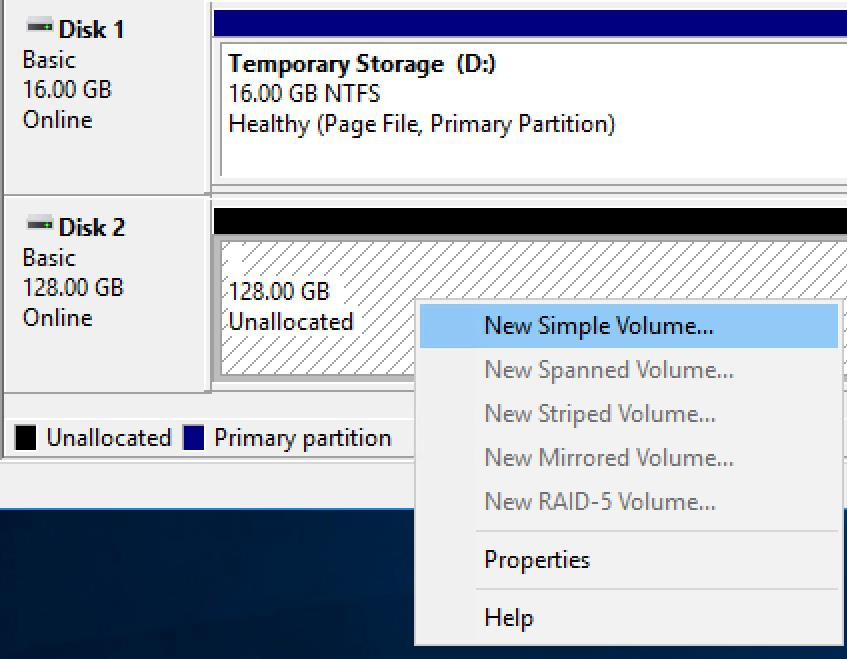 Disk 1
Basic
16.00 GB
Online
Temporary Storage (D:)
16.00 GB NTFS
Healthy (Page File, Primary Partition)
Disk 2
Basic
128.00 GB
Online
128.00 GB
Unallocated
New Simple Volume...
New Spanned Volume...
New Striped Volume...
New Mirrored Volume...
New RAID-5 Volume...
Properties
Help
Unallocated Primary partition